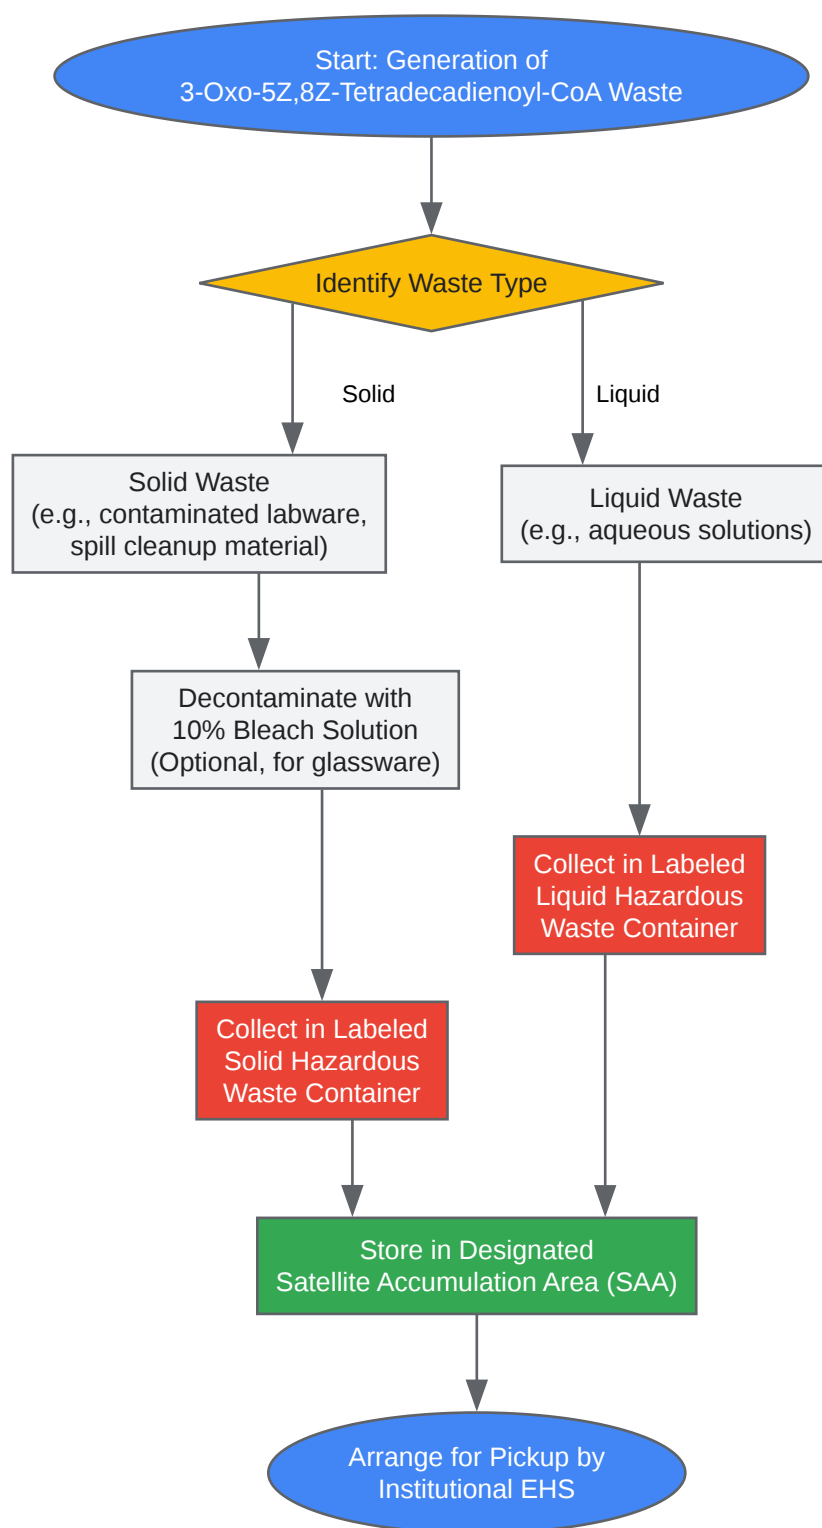 Start: Generation of
3-Oxo-5Z,8Z-Tetradecadienoyl-CoA Waste
Identify Waste Type
Solid
Liquid
Solid Waste
(e.g., contaminated labware,
spill cleanup material)
Liquid Waste
(e.g., aqueous solutions)
Decontaminate with
10% Bleach Solution
(Optional, for glassware)
Collect in Labeled
Liquid Hazardous
Waste Container
Collect in Labeled
Solid Hazardous
Waste Container
Store in Designated
Satellite Accumulation Area (SAA)
Arrange for Pickup by
Institutional EHS